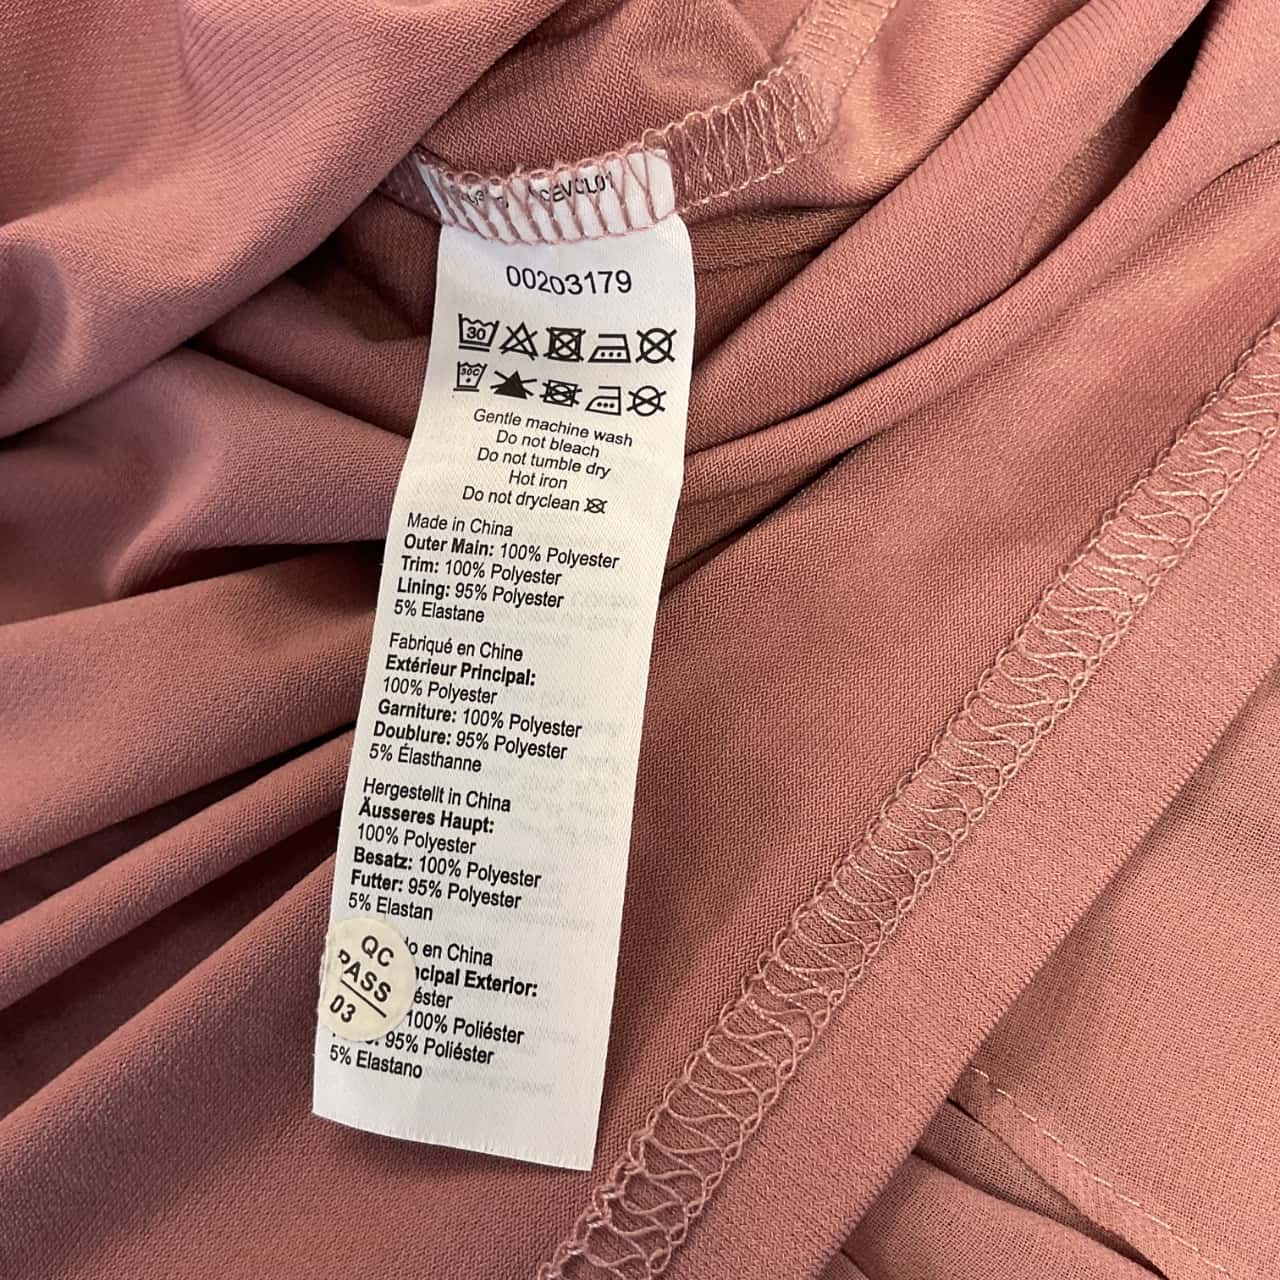 00203179
30
30C
Gentle machine wash
Do not bleach
Do not tumble dry
Hot iron
Do not dryclean
Made in China
Outer Main: 100% Polyester
Trim: 100% Polyester
Lining: 95% Polyester
5% Elastane
Fabriqué en Chine
Extérieur Principal:
100% Polyester
Garniture: 100% Polyester
Doublure: 95% Polyester
5% Élasthanne
Hergestellt in China
Äusseres Haupt:
100% Polyester
Besatz: 100% Polyester
Futter: 95% Polyester
5% Elastan
en China
Exterior:
100% Poliéster
95% Poliéster
5% Elastano
QC
PASS
03